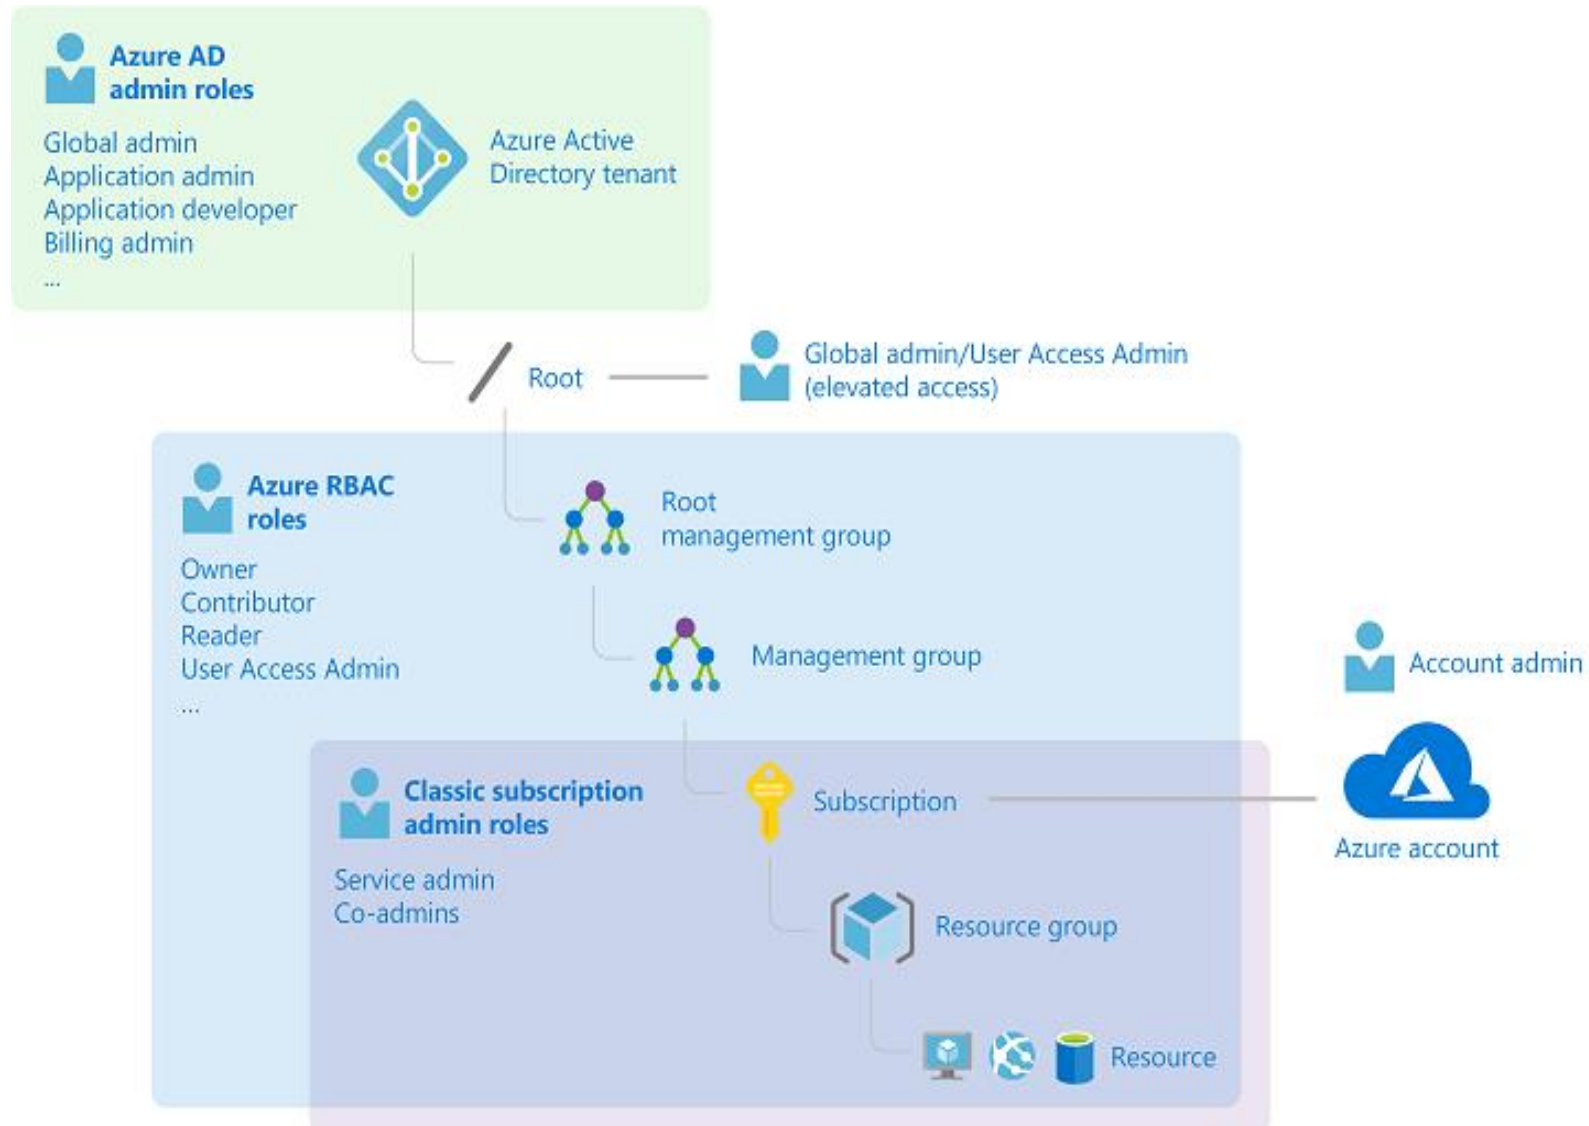 Azure AD
admin roles
Global admin
Application admin
Application developer
Billing admin
...
Azure Active
Directory tenant
Root
Global admin/User Access Admin
(elevated access)
Azure RBAC
roles
Owner
Contributor
Reader
User Access Admin
...
Root
management group
Management group
Account admin
Classic subscription
admin roles
Service admin
Co-admins
Subscription
Azure account
Resource group
Resource